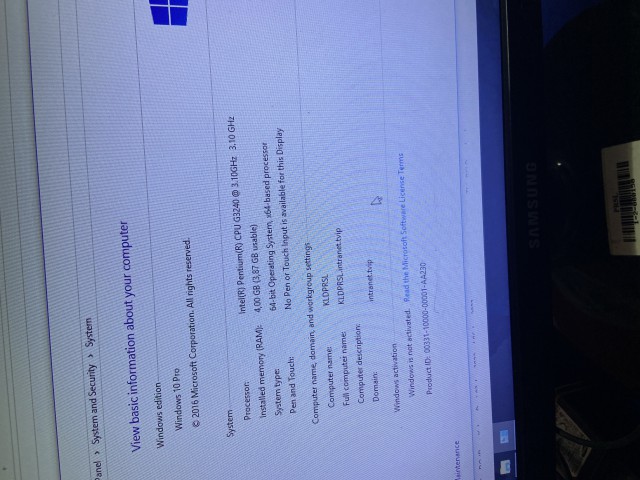 Panel > System and Security > System
View basic information about your computer
Windows edition
Windows 10 Pro
© 2016 Microsoft Corporation. All rights reserved.
System
Processor: Intel(R) Pentium(R) CPU G3240 @ 3.10GHz 3.10 GHz
Installed memory (RAM): 4,00 GB (3,87 GB usable)
System type: 64-bit Operating System, x64-based processor
Pen and Touch: No Pen or Touch Input is available for this Display
Computer name, domain, and workgroup settings
Computer name: KLDPRSL
Full computer name: KLDPRSL.intranet.tvip
Computer description:
Domain: intranet.tvip
Windows activation
Windows is not activated. Read the Microsoft Software License Terms
Product ID: 00331-10000-00001-AA230
Maintenance
SAMSUNG